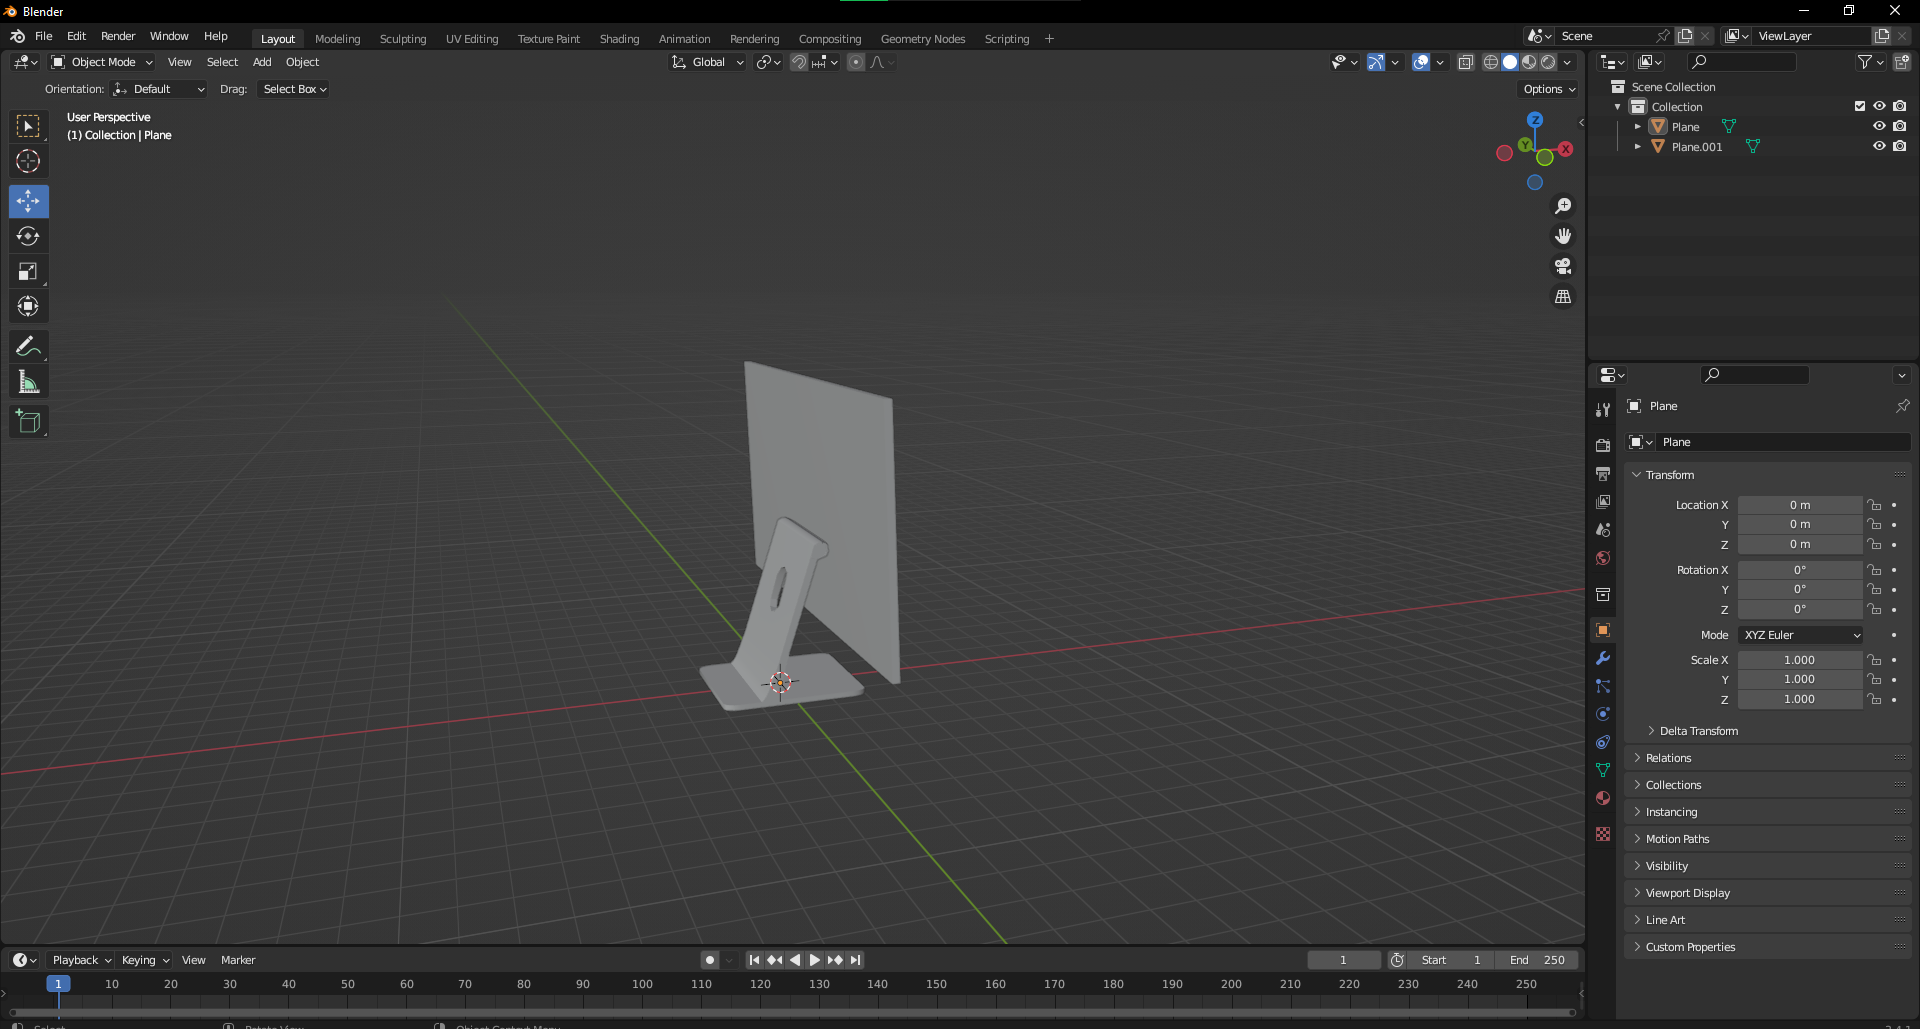 Blender
File Edit Render Window Help Layout Modeling Sculpting UV Editing Texture Paint Shading Animation Rendering Compositing Geometry Nodes Scripting + Scene ViewLayer
Object Mode View Select Add Object Global
Orientation: Default Drag: Select Box Options
User Perspective
(1) Collection | Plane
Z
Y
X
Scene Collection
Collection
Plane
Plane.001
Plane
Plane
Transform
Location X 0 m
Y 0 m
Z 0 m
Rotation X 0°
Y 0°
Z 0°
Mode XYZ Euler
Scale X 1.000
Y 1.000
Z 1.000
Delta Transform
Relations
Collections
Instancing
Motion Paths
Visibility
Viewport Display
Line Art
Custom Properties
Playback Keying View Marker 1 Start 1 End 250
1 10 20 30 40 50 60 70 80 90 100 110 120 130 140 150 160 170 180 190 200 210 220 230 240 250